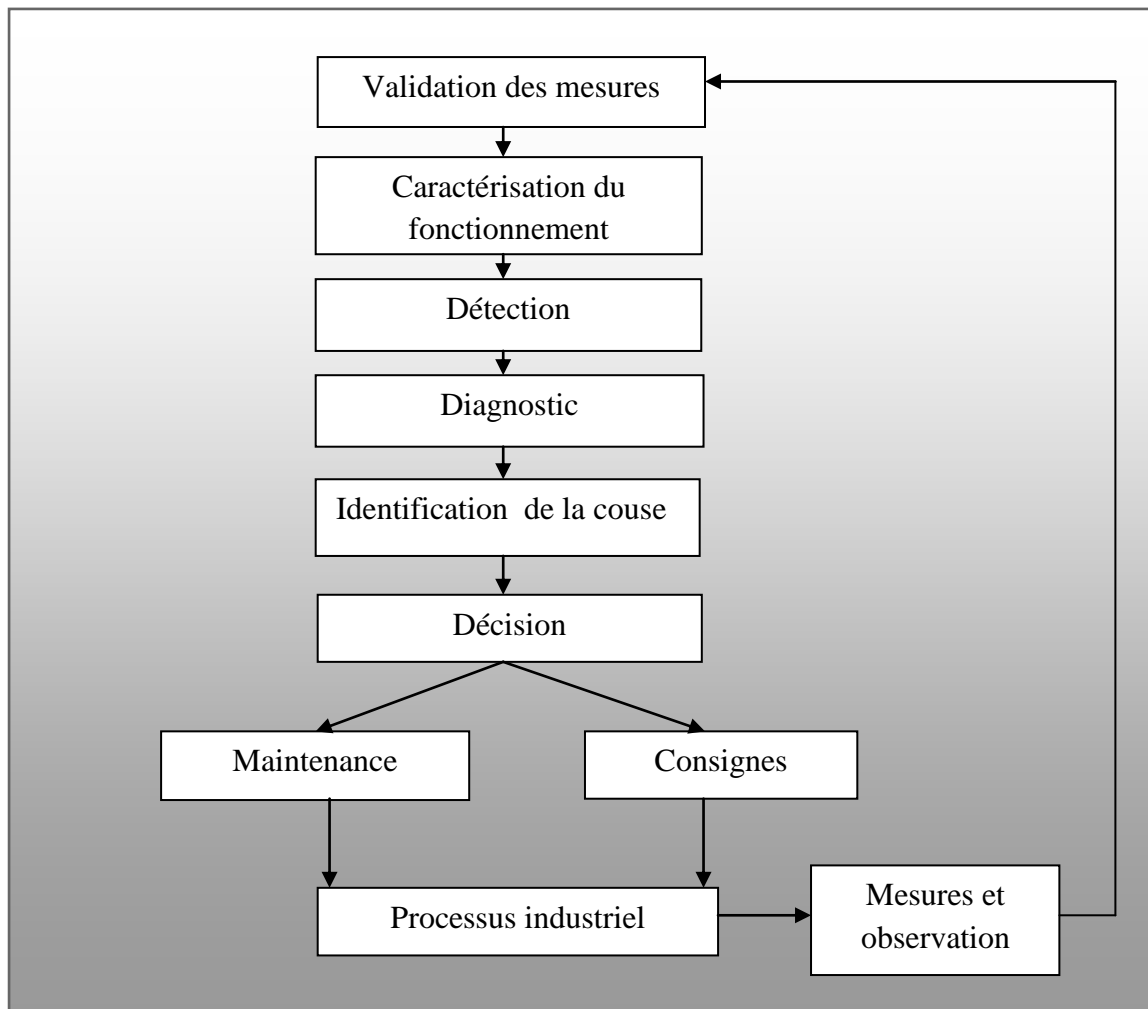 Validation des mesures
Caractérisation du
fonctionnement
Détection
Diagnostic
Identification de la couse
Décision
Maintenance
Consignes
Processus industriel
Mesures et
observation